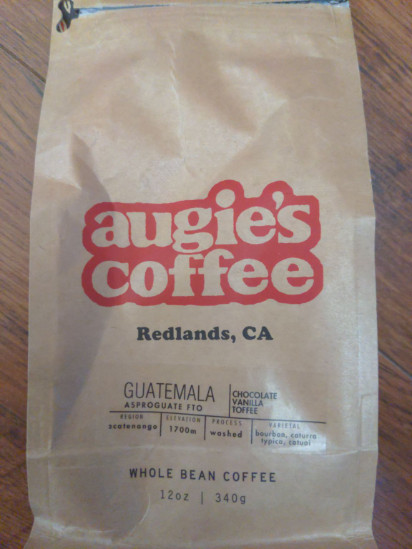 augie's
coffee
Redlands, CA
GUATEMALA
ASPROGUATE FTO
CHOCOLATE
VANILLA
TOFFEE
REGION
acatenango
ELEVATION
1700m
PROCESS
washed
VARIETAL
bourbon, caturra
typica, catuai
WHOLE BEAN COFFEE
12oz | 340g